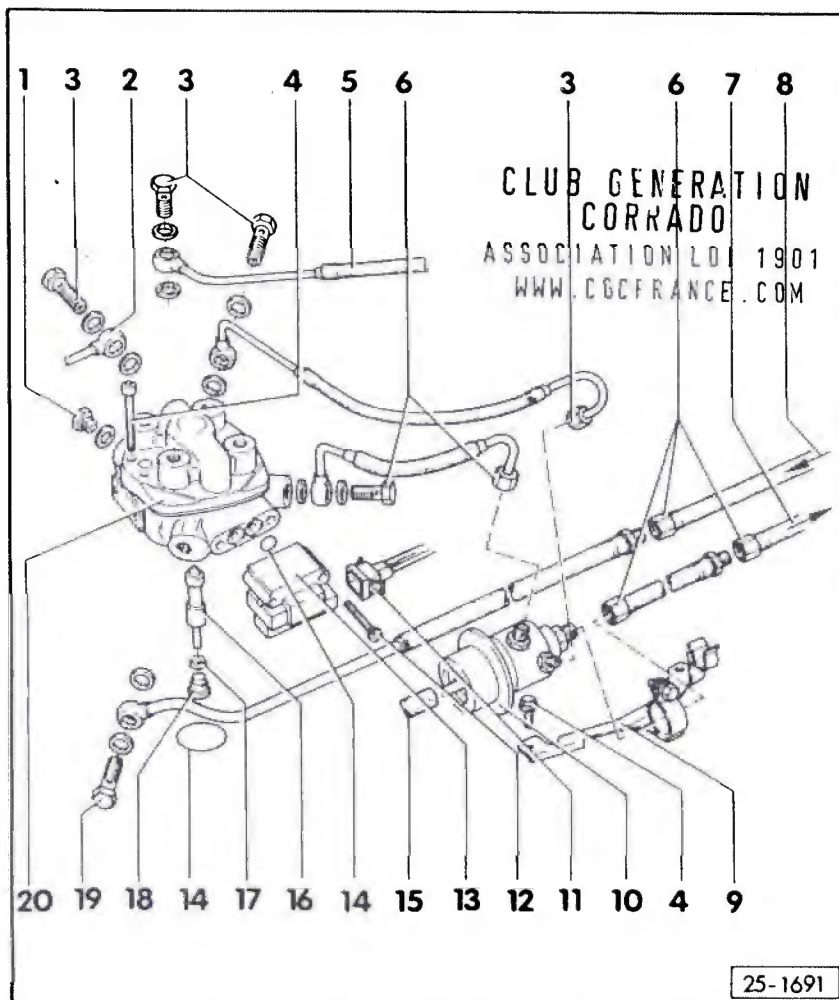 1 3 2 3 4 5 6 3 6 7 8
CLUB GENERATION
CORRADO
ASSOCIATION LOI 1901
WWW.CGCFRANCE.COM
20 19 18 14 17 16 14 15 13 12 11 10 4 9
25-1691